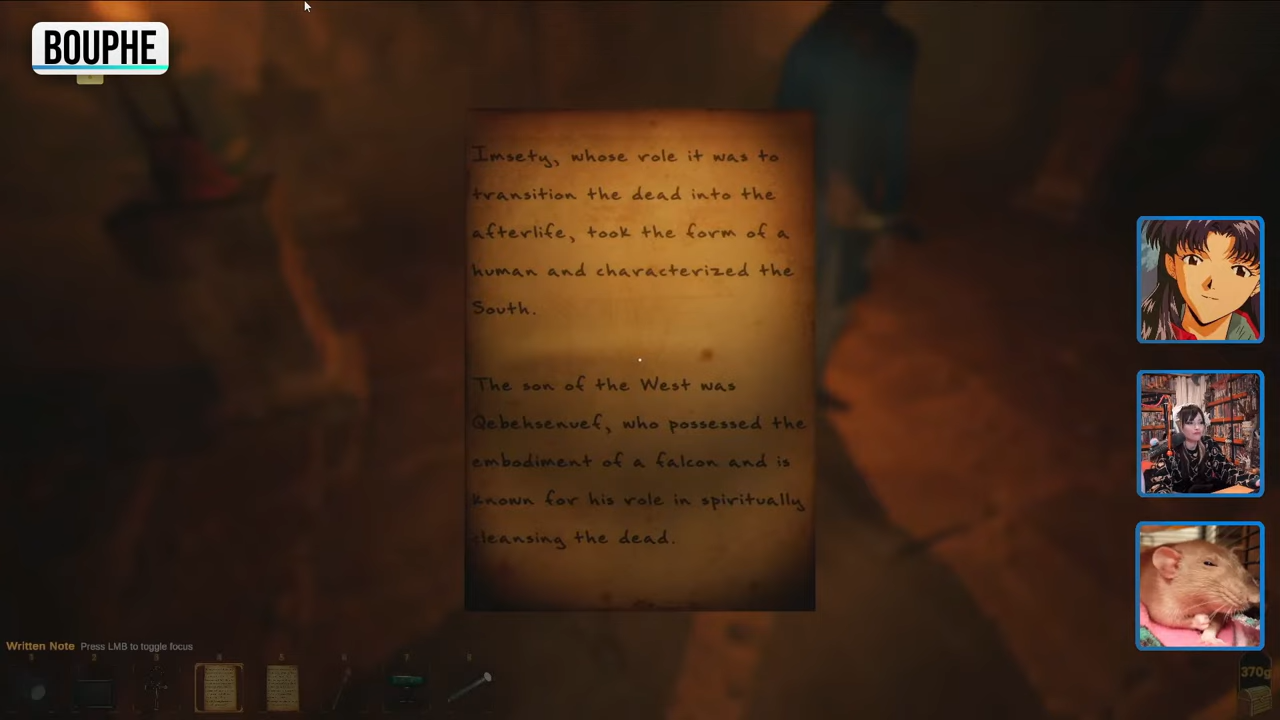 BOUPHE
Imsety, whose role it was to
transition the dead into the
afterlife, took the form of a
human and characterized the
South.
The son of the West was
Qebehsenuef, who possessed the
embodiment of a falcon and is
known for his role in spiritually
cleansing the dead.
Written Note Press LMB to toggle focus
370g